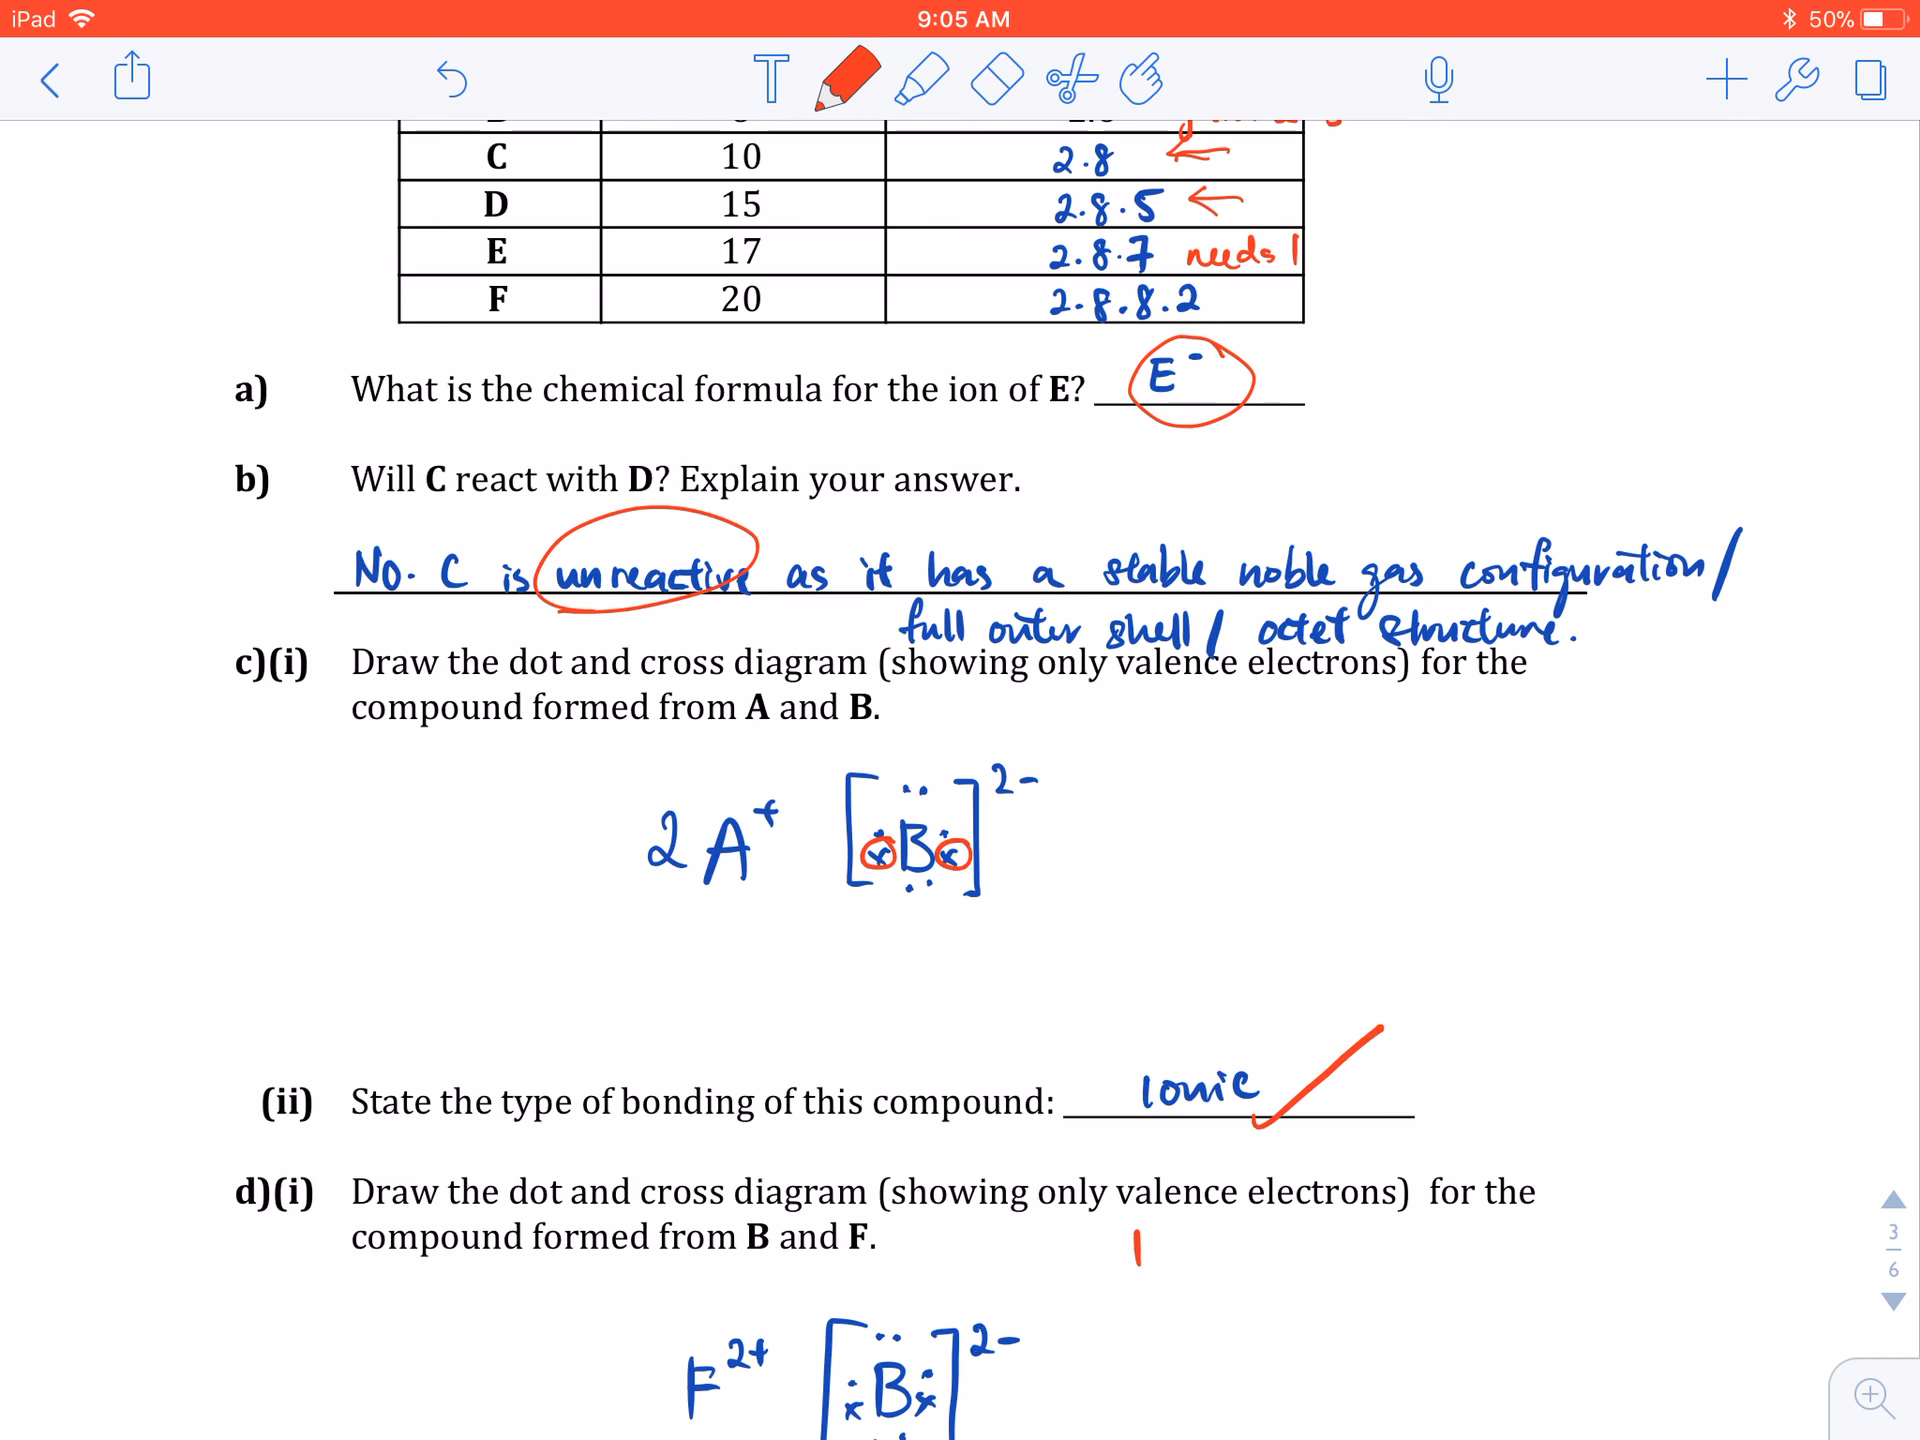 iPad 9:05 AM 50%
T
C 10 2.8
D 15 2.8.5
E 17 2.8.7 needs 1
F 20 2.8.8.2
a) What is the chemical formula for the ion of E? E⁻
b) Will C react with D? Explain your answer.
No. C is unreactive as it has a stable noble gas configuration/
full outer shell/ octet structure.
c)(i) Draw the dot and cross diagram (showing only valence electrons) for the
compound formed from A and B.
2 A⁺ [B]²⁻
(ii) State the type of bonding of this compound: Ionic
d)(i) Draw the dot and cross diagram (showing only valence electrons) for the
compound formed from B and F.
F²⁺ [B]²⁻
3
6